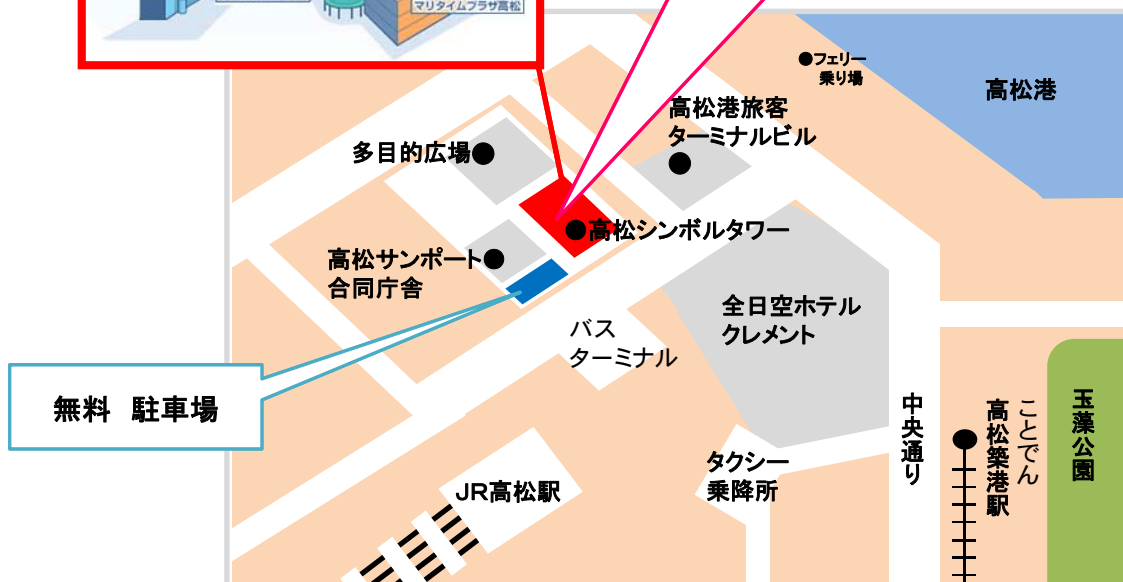 マリタイムプラザ高松
フェリー
乗り場
高松港
高松港旅客
ターミナルビル
多目的広場
高松シンボルタワー
高松サンポート
合同庁舎
全日空ホテル
クレメント
バス
ターミナル
無料　駐車場
中央通り
ことでん
高松築港駅
玉藻公園
タクシー
乗降所
JR高松駅